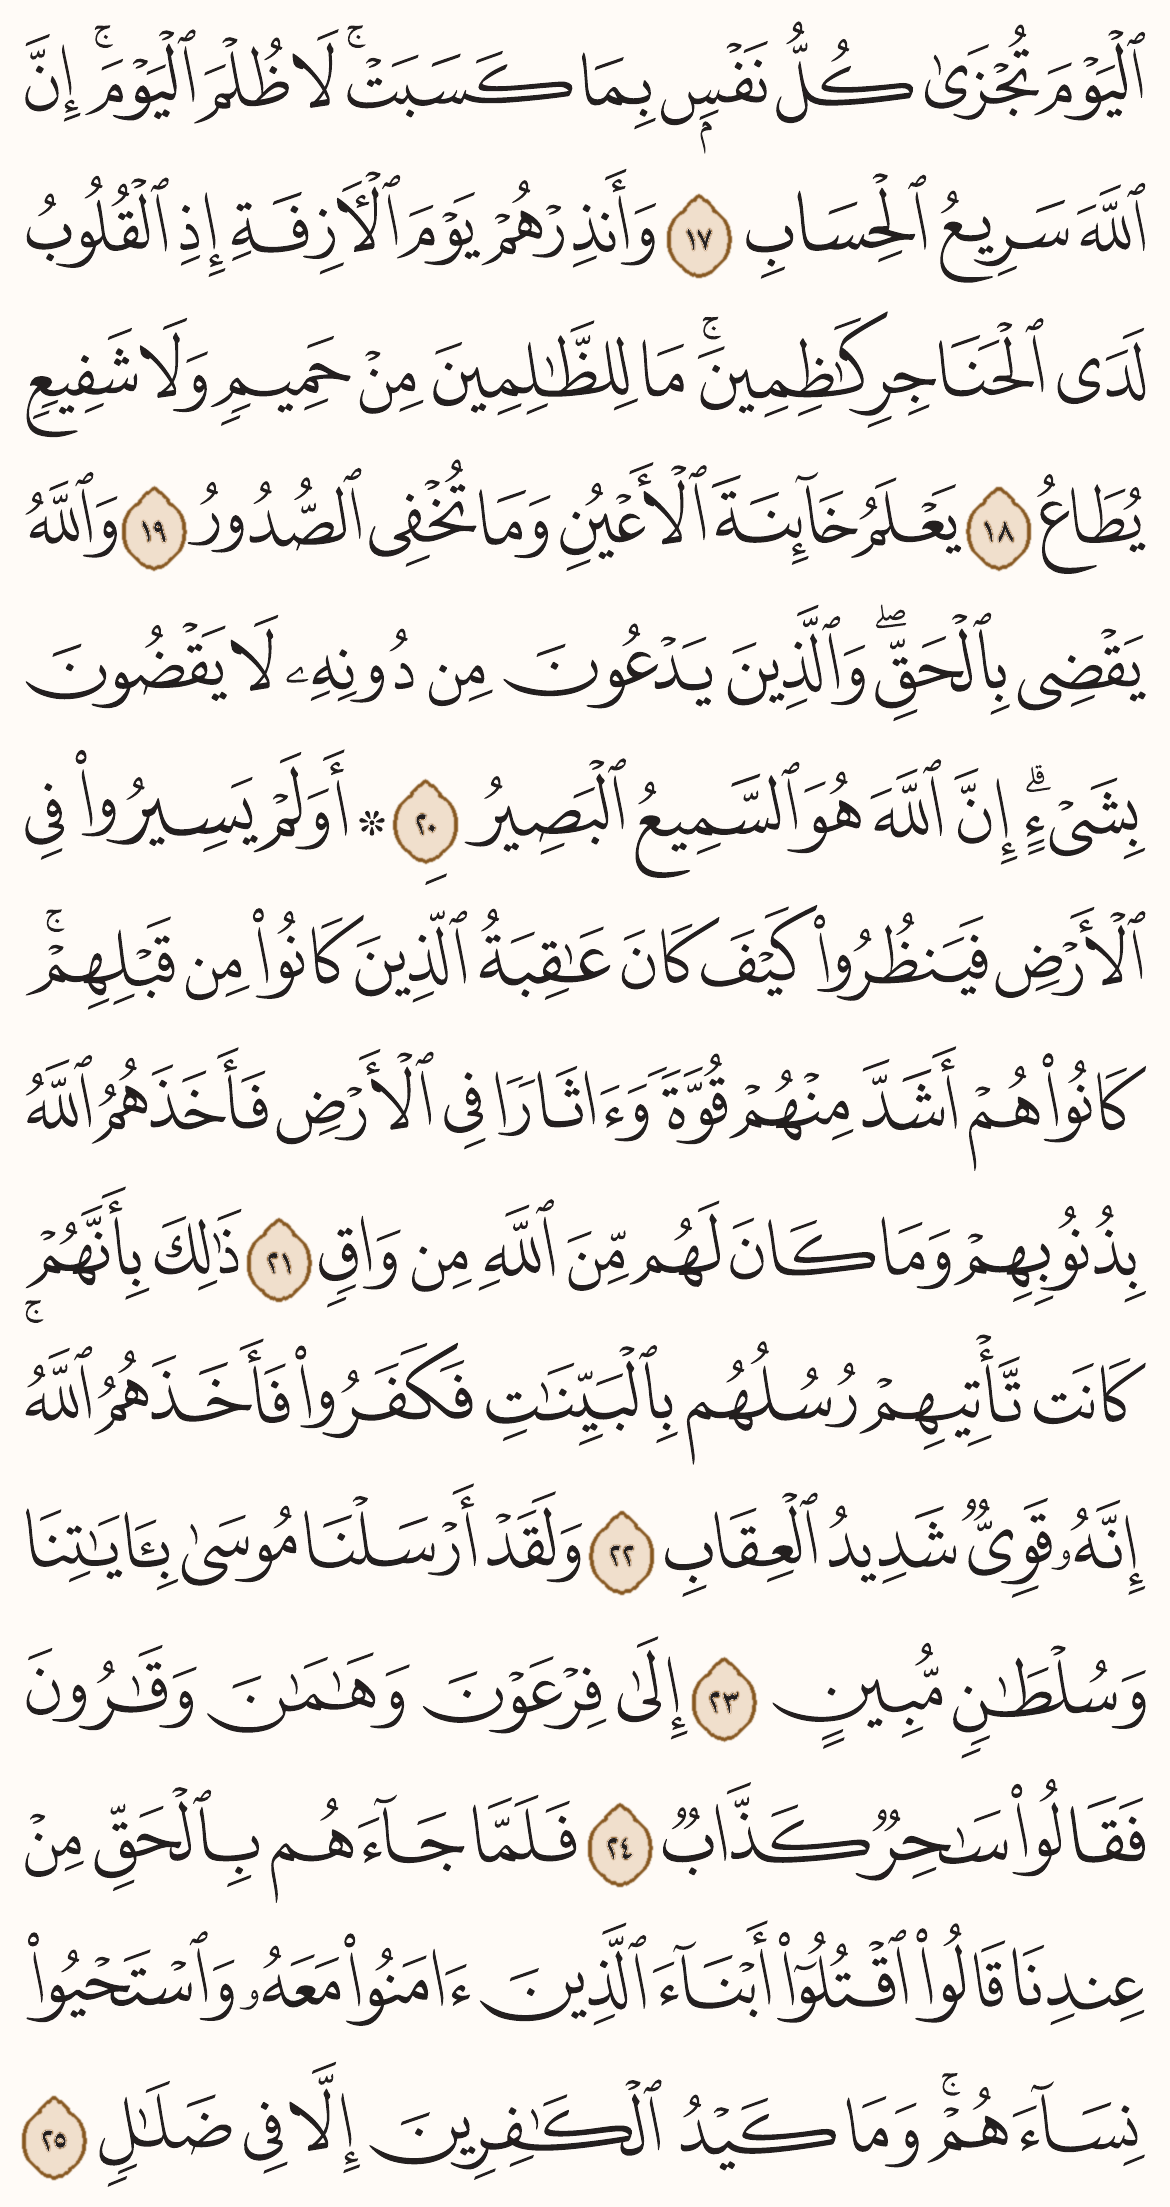 ٱلْيَوْمَ تُجْزَىٰ كُلُّ نَفْسٍۭ بِمَا كَسَبَتْ ۚ لَا ظُلْمَ ٱلْيَوْمَ ۚ إِنَّ
ٱللَّهَ سَرِيعُ ٱلْحِسَابِ ١٧ وَأَنذِرْهُمْ يَوْمَ ٱلْـَٔازِفَةِ إِذِ ٱلْقُلُوبُ
لَدَى ٱلْحَنَاجِرِ كَـٰظِمِينَ ۚ مَا لِلظَّـٰلِمِينَ مِنْ حَمِيمٍ وَلَا شَفِيعٍ
يُطَاعُ ١٨ يَعْلَمُ خَآئِنَةَ ٱلْأَعْيُنِ وَمَا تُخْفِى ٱلصُّدُورُ ١٩ وَٱللَّهُ
يَقْضِى بِٱلْحَقِّ ۖ وَٱلَّذِينَ يَدْعُونَ مِن دُونِهِۦ لَا يَقْضُونَ
بِشَىْءٍ ۗ إِنَّ ٱللَّهَ هُوَ ٱلسَّمِيعُ ٱلْبَصِيرُ ٢٠ * أَوَلَمْ يَسِيرُوا۟ فِى
ٱلْأَرْضِ فَيَنظُرُوا۟ كَيْفَ كَانَ عَـٰقِبَةُ ٱلَّذِينَ كَانُوا۟ مِن قَبْلِهِمْ ۚ
كَانُوا۟ هُمْ أَشَدَّ مِنْهُمْ قُوَّةً وَءَاثَارًا فِى ٱلْأَرْضِ فَأَخَذَهُمُ ٱللَّهُ
بِذُنُوبِهِمْ وَمَا كَانَ لَهُم مِّنَ ٱللَّهِ مِن وَاقٍ ٢١ ذَٰلِكَ بِأَنَّهُمْ
كَانَت تَّأْتِيهِمْ رُسُلُهُم بِٱلْبَيِّنَـٰتِ فَكَفَرُوا۟ فَأَخَذَهُمُ ٱللَّهُ ۚ
إِنَّهُۥ قَوِىٌّ شَدِيدُ ٱلْعِقَابِ ٢٢ وَلَقَدْ أَرْسَلْنَا مُوسَىٰ بِـَٔايَـٰتِنَا
وَسُلْطَـٰنٍ مُّبِينٍ ٢٣ إِلَىٰ فِرْعَوْنَ وَهَـٰمَـٰنَ وَقَـٰرُونَ
فَقَالُوا۟ سَـٰحِرٌ كَذَّابٌ ٢٤ فَلَمَّا جَآءَهُم بِٱلْحَقِّ مِنْ
عِندِنَا قَالُوا۟ ٱقْتُلُوٓا۟ أَبْنَآءَ ٱلَّذِينَ ءَامَنُوا۟ مَعَهُۥ وَٱسْتَحْيُوا۟
نِسَآءَهُمْ ۚ وَمَا كَيْدُ ٱلْكَـٰفِرِينَ إِلَّا فِى ضَلَـٰلٍ ٢٥